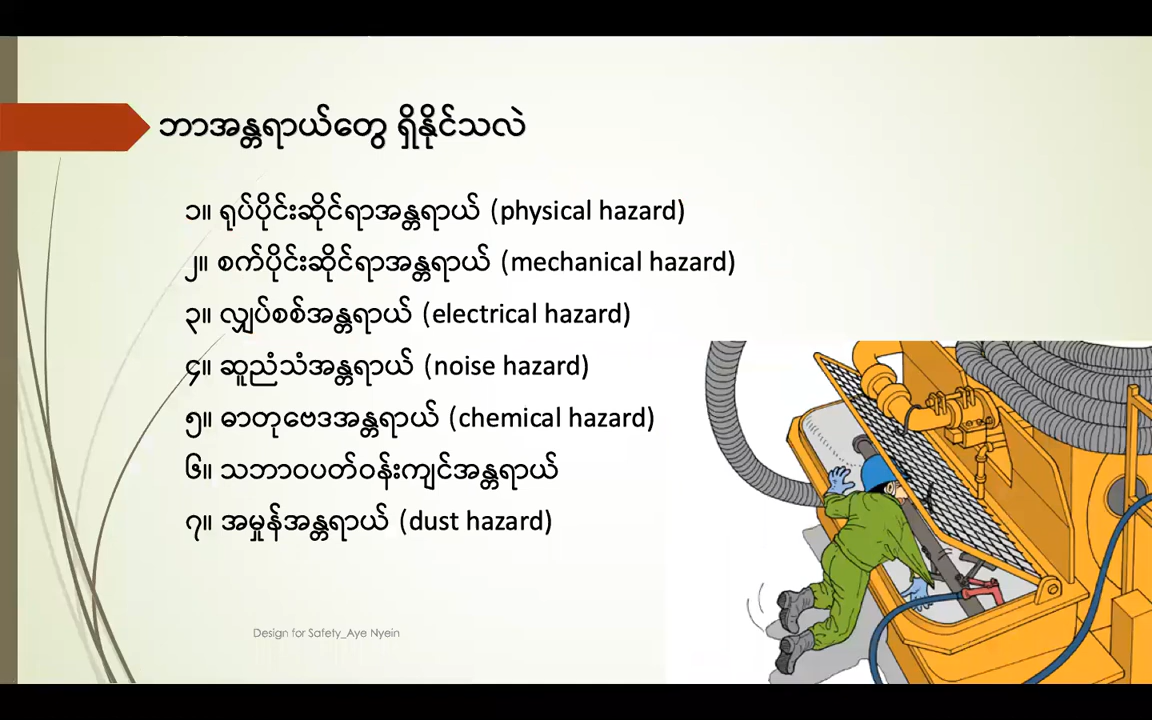 ဘာအန္တရာယ်တွေ ရှိနိုင်သလဲ
၁။ ရုပ်ပိုင်းဆိုင်ရာအန္တရာယ် (physical hazard)
၂။ စက်ပိုင်းဆိုင်ရာအန္တရာယ် (mechanical hazard)
၃။ လျှပ်စစ်အန္တရာယ် (electrical hazard)
၄။ ဆူညံသံအန္တရာယ် (noise hazard)
၅။ ဓာတုဗေဒအန္တရာယ် (chemical hazard)
၆။ သဘာဝပတ်ဝန်းကျင်အန္တရာယ်
၇။ အမှုန်အန္တရာယ် (dust hazard)
Design for Safety_Aye Nyein